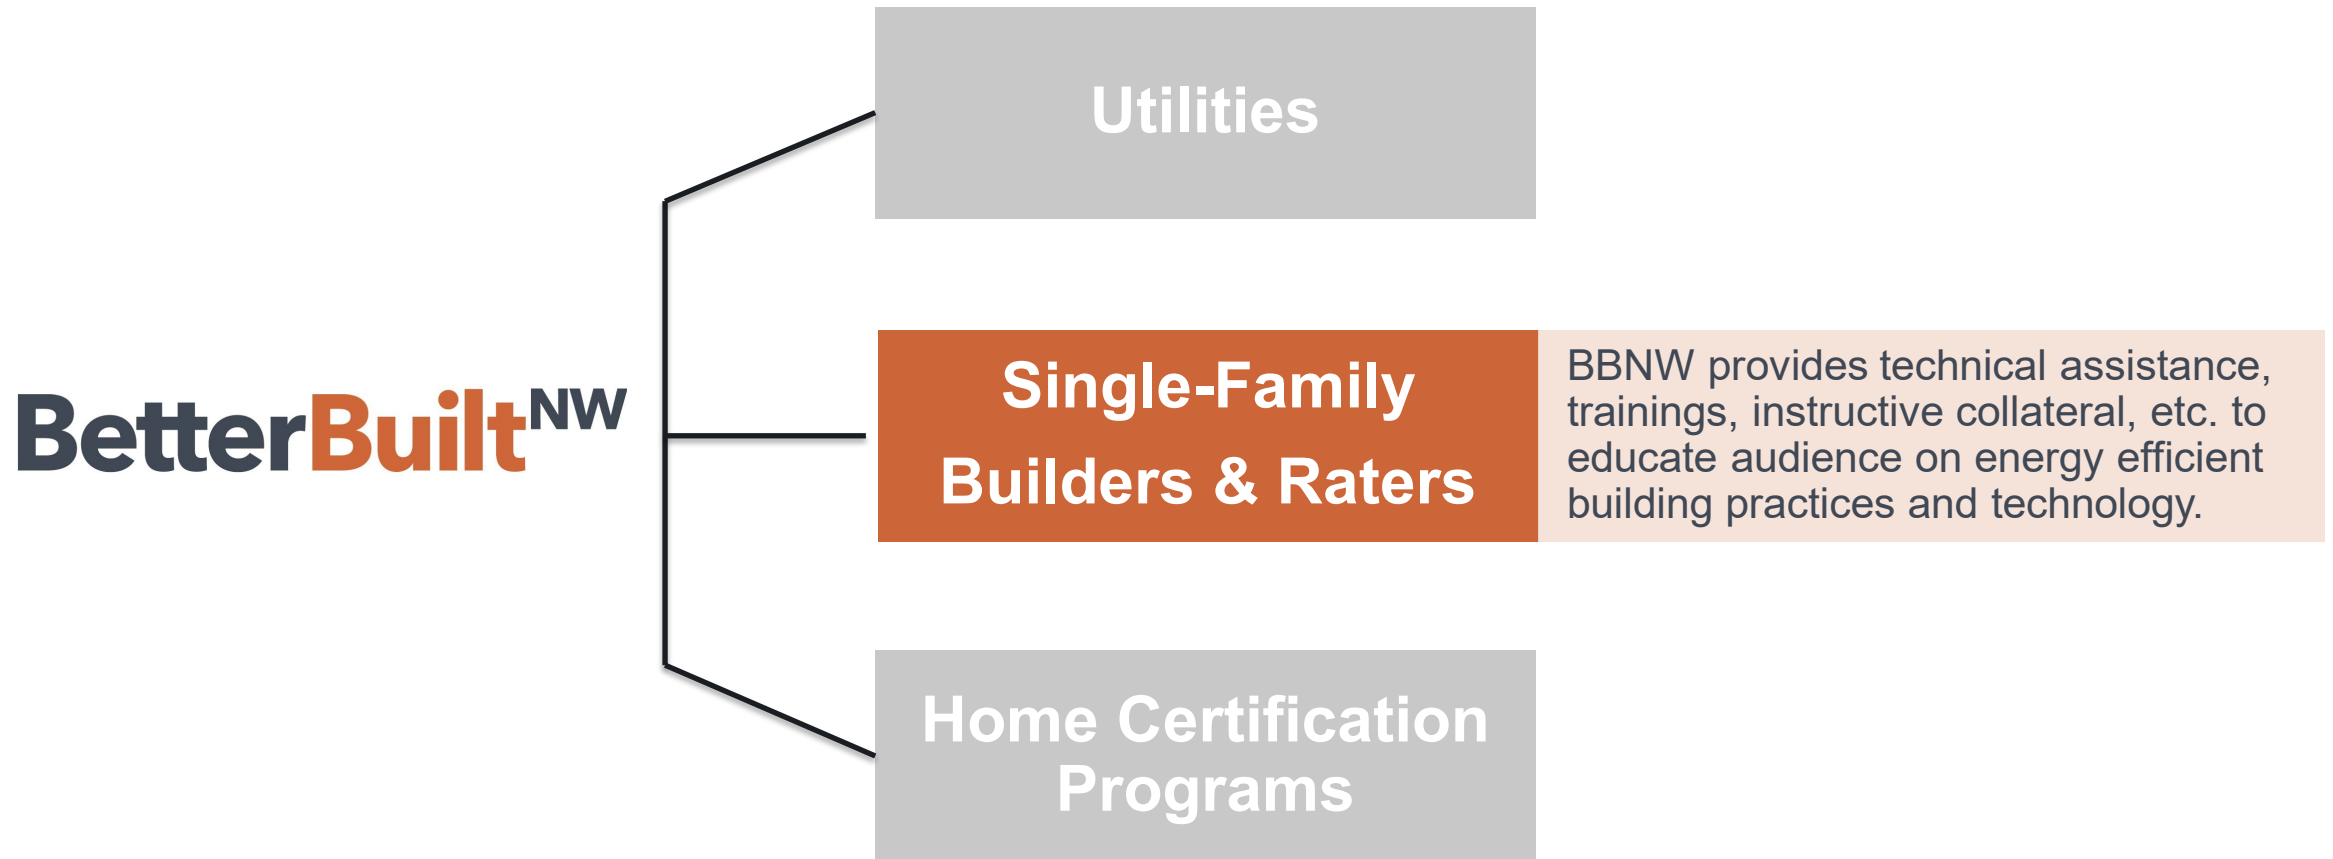 Utilities
BetterBuiltNW
Single-Family
Builders & Raters
BBNW provides technical assistance,
trainings, instructive collateral, etc. to
educate audience on energy efficient
building practices and technology.
Home Certification
Programs